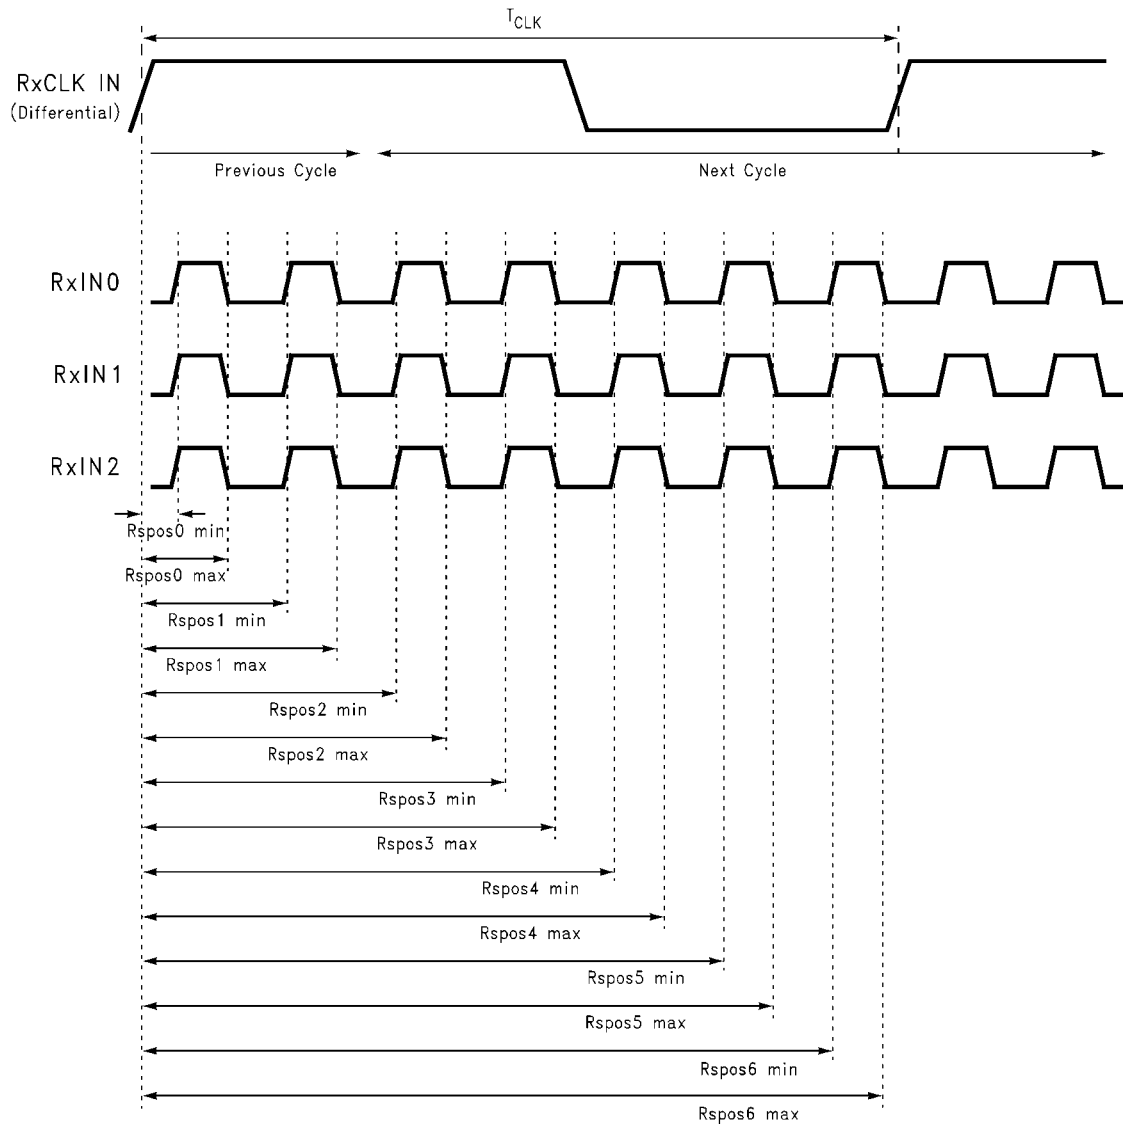 TCLK
RxCLK IN
(Differential)
Previous Cycle
Next Cycle
RxIN0
RxIN1
RxIN2
Rspos0 min
Rspos0 max
Rspos1 min
Rspos1 max
Rspos2 min
Rspos2 max
Rspos3 min
Rspos3 max
Rspos4 min
Rspos4 max
Rspos5 min
Rspos5 max
Rspos6 min
Rspos6 max